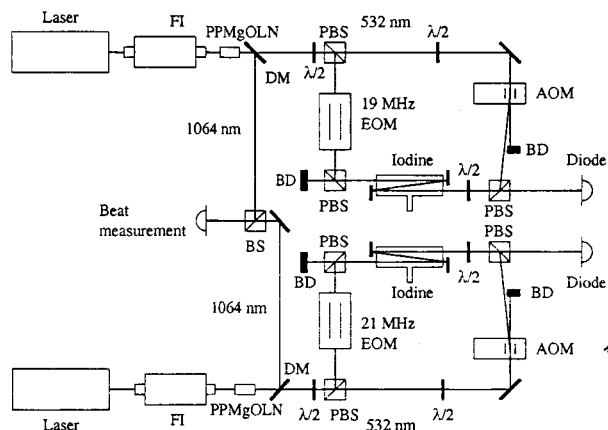 Laser
FI
PPMgOLN
PBS
532 nm
DM
λ/2
λ/2
19 MHz
EOM
AOM
1064 nm
BD
Iodine
λ/2
BD
Diode
PBS
PBS
Beat
measurement
BS
PBS
PBS
BD
Iodine
λ/2
Diode
BD
1064 nm
21 MHz
EOM
AOM
DM
FI
PPMgOLN
λ/2
PBS
λ/2
Laser
532 nm